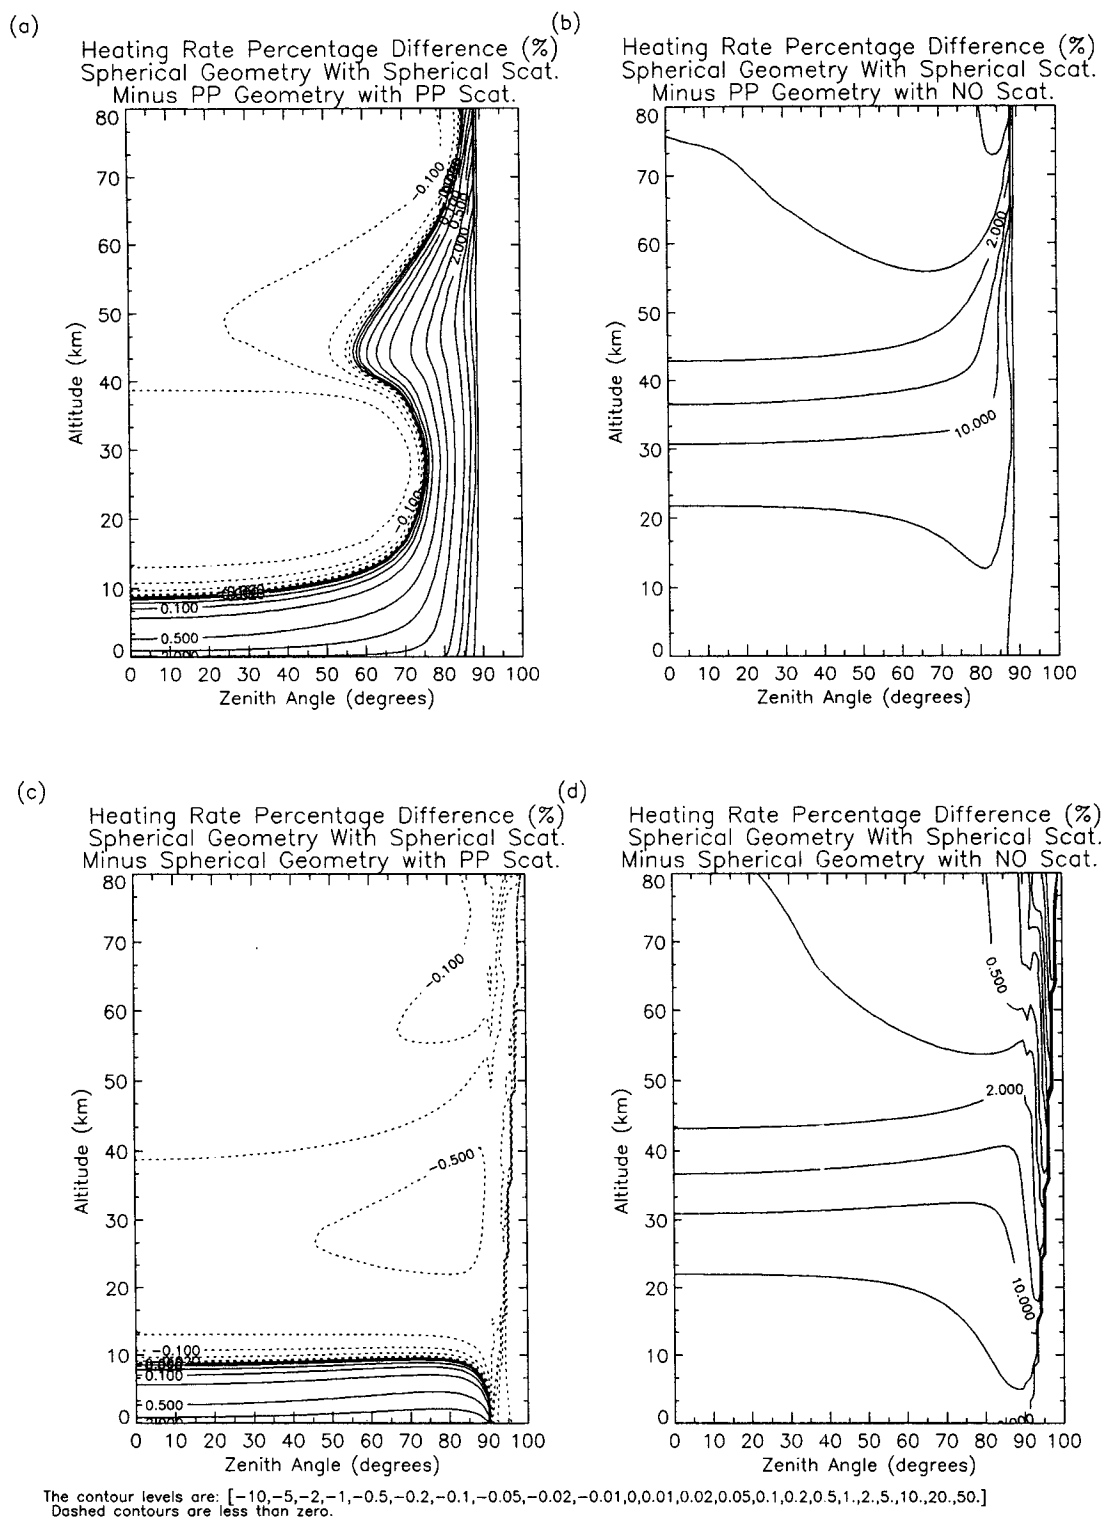 (a)
Heating Rate Percentage Difference (%)
Spherical Geometry With Spherical Scat.
Minus PP Geometry with PP Scat.
80
70
60
50
40
30
20
10
0
Altitude (km)
-0.100
0.100
0.500
2.000
-0.100
0.100
0.500
0 10 20 30 40 50 60 70 80 90 100
Zenith Angle (degrees)
(b)
Heating Rate Percentage Difference (%)
Spherical Geometry With Spherical Scat.
Minus PP Geometry with NO Scat.
80
70
60
50
40
30
20
10
0
Altitude (km)
2.000
10.000
0 10 20 30 40 50 60 70 80 90 100
Zenith Angle (degrees)
(c)
Heating Rate Percentage Difference (%)
Spherical Geometry With Spherical Scat.
Minus Spherical Geometry with PP Scat.
80
70
60
50
40
30
20
10
0
Altitude (km)
-0.100
-0.500
-0.100
0.100
0.500
0 10 20 30 40 50 60 70 80 90 100
Zenith Angle (degrees)
(d)
Heating Rate Percentage Difference (%)
Spherical Geometry With Spherical Scat.
Minus Spherical Geometry with NO Scat.
80
70
60
50
40
30
20
10
0
Altitude (km)
0.500
2.000
10.000
0 10 20 30 40 50 60 70 80 90 100
Zenith Angle (degrees)
The contour levels are: [-10,-5,-2,-1,-0.5,-0.2,-0.1,-0.05,-0.02,-0.01,0,0.01,0.02,0.05,0.1,0.2,0.5,1.,2.,5.,10.,20.,50.]
Dashed contours are less than zero.